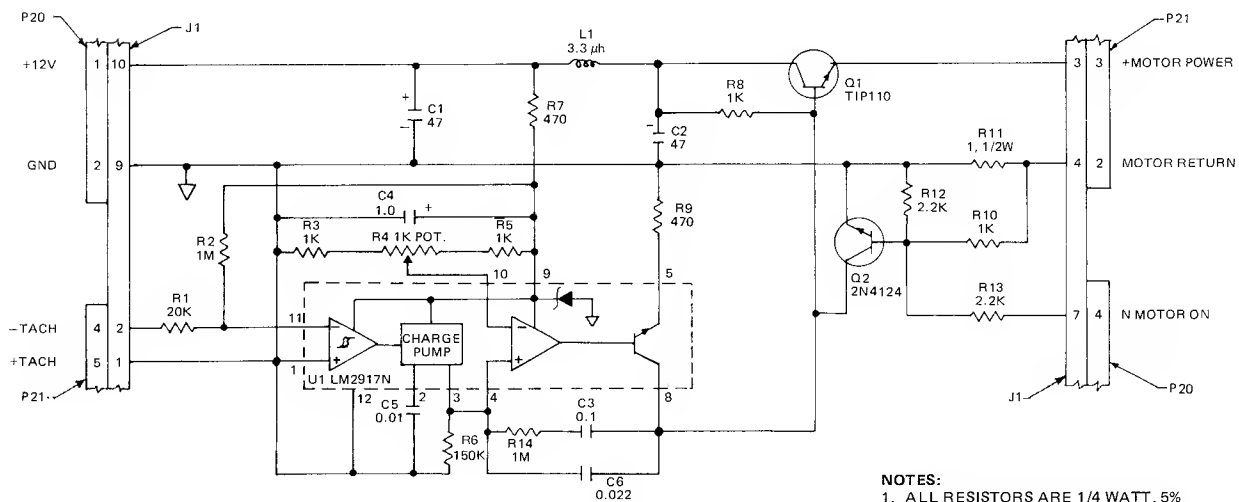 P20
J1
+12V
1 10
GND
2 9
-TACH
4 2
+TACH
5 1
P21
L1
3.3 µh
C1
47
+
−
R7
470
C2
47
−
R8
1K
Q1
TIP110
P21
3 3
+MOTOR POWER
R11
1, 1/2W
4 2
MOTOR RETURN
R12
2.2K
R10
1K
R9
470
Q2
2N4124
R13
2.2K
7 4
N MOTOR ON
J1
P20
C4
1.0
+
R3
1K
R4 1K POT.
R5
1K
R2
1M
R1
20K
10
9
5
11
−
+
CHARGE
PUMP
−
+
1
U1 LM2917N
12
2
3
4
8
C5
0.01
R6
150K
C3
0.1
R14
1M
C6
0.022
NOTES:
1. ALL RESISTORS ARE 1/4 WATT, 5%